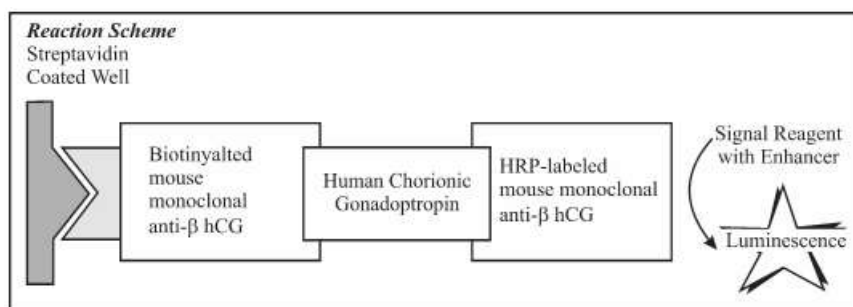 Reaction Scheme
Streptavidin
Coated Well
Biotinyalted
mouse
monoclonal
anti-β hCG
Human Chorionic
Gonadoptropin
HRP-labeled
mouse monoclonal
anti-β hCG
Signal Reagent
with Enhancer
Luminescence